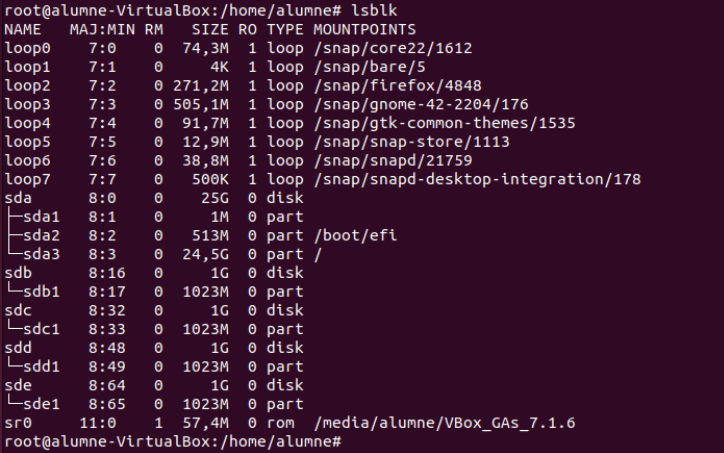 root@alumne-VirtualBox:/home/alumne# lsblk
NAME   MAJ:MIN RM   SIZE RO TYPE MOUNTPOINTS
loop0    7:0    0  74,3M  1 loop /snap/core22/1612
loop1    7:1    0     4K  1 loop /snap/bare/5
loop2    7:2    0 271,2M  1 loop /snap/firefox/4848
loop3    7:3    0 505,1M  1 loop /snap/gnome-42-2204/176
loop4    7:4    0  91,7M  1 loop /snap/gtk-common-themes/1535
loop5    7:5    0  12,9M  1 loop /snap/snap-store/1113
loop6    7:6    0  38,8M  1 loop /snap/snapd/21759
loop7    7:7    0   500K  1 loop /snap/snapd-desktop-integration/178
sda      8:0    0    25G  0 disk
├─sda1   8:1    0     1M  0 part
├─sda2   8:2    0   513M  0 part /boot/efi
└─sda3   8:3    0  24,5G  0 part /
sdb      8:16   0     1G  0 disk
└─sdb1   8:17   0  1023M  0 part
sdc      8:32   0     1G  0 disk
└─sdc1   8:33   0  1023M  0 part
sdd      8:48   0     1G  0 disk
└─sdd1   8:49   0  1023M  0 part
sde      8:64   0     1G  0 disk
└─sde1   8:65   0  1023M  0 part
sr0     11:0    1  57,4M  0 rom  /media/alumne/VBox_GAs_7.1.6
root@alumne-VirtualBox:/home/alumne#